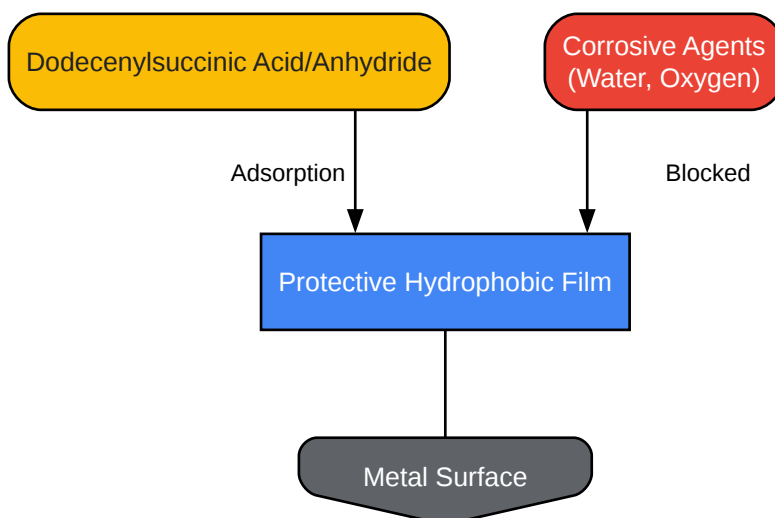 Dodecenylsuccinic Acid/Anhydride
Corrosive Agents
(Water, Oxygen)
Adsorption
Blocked
Protective Hydrophobic Film
Metal Surface